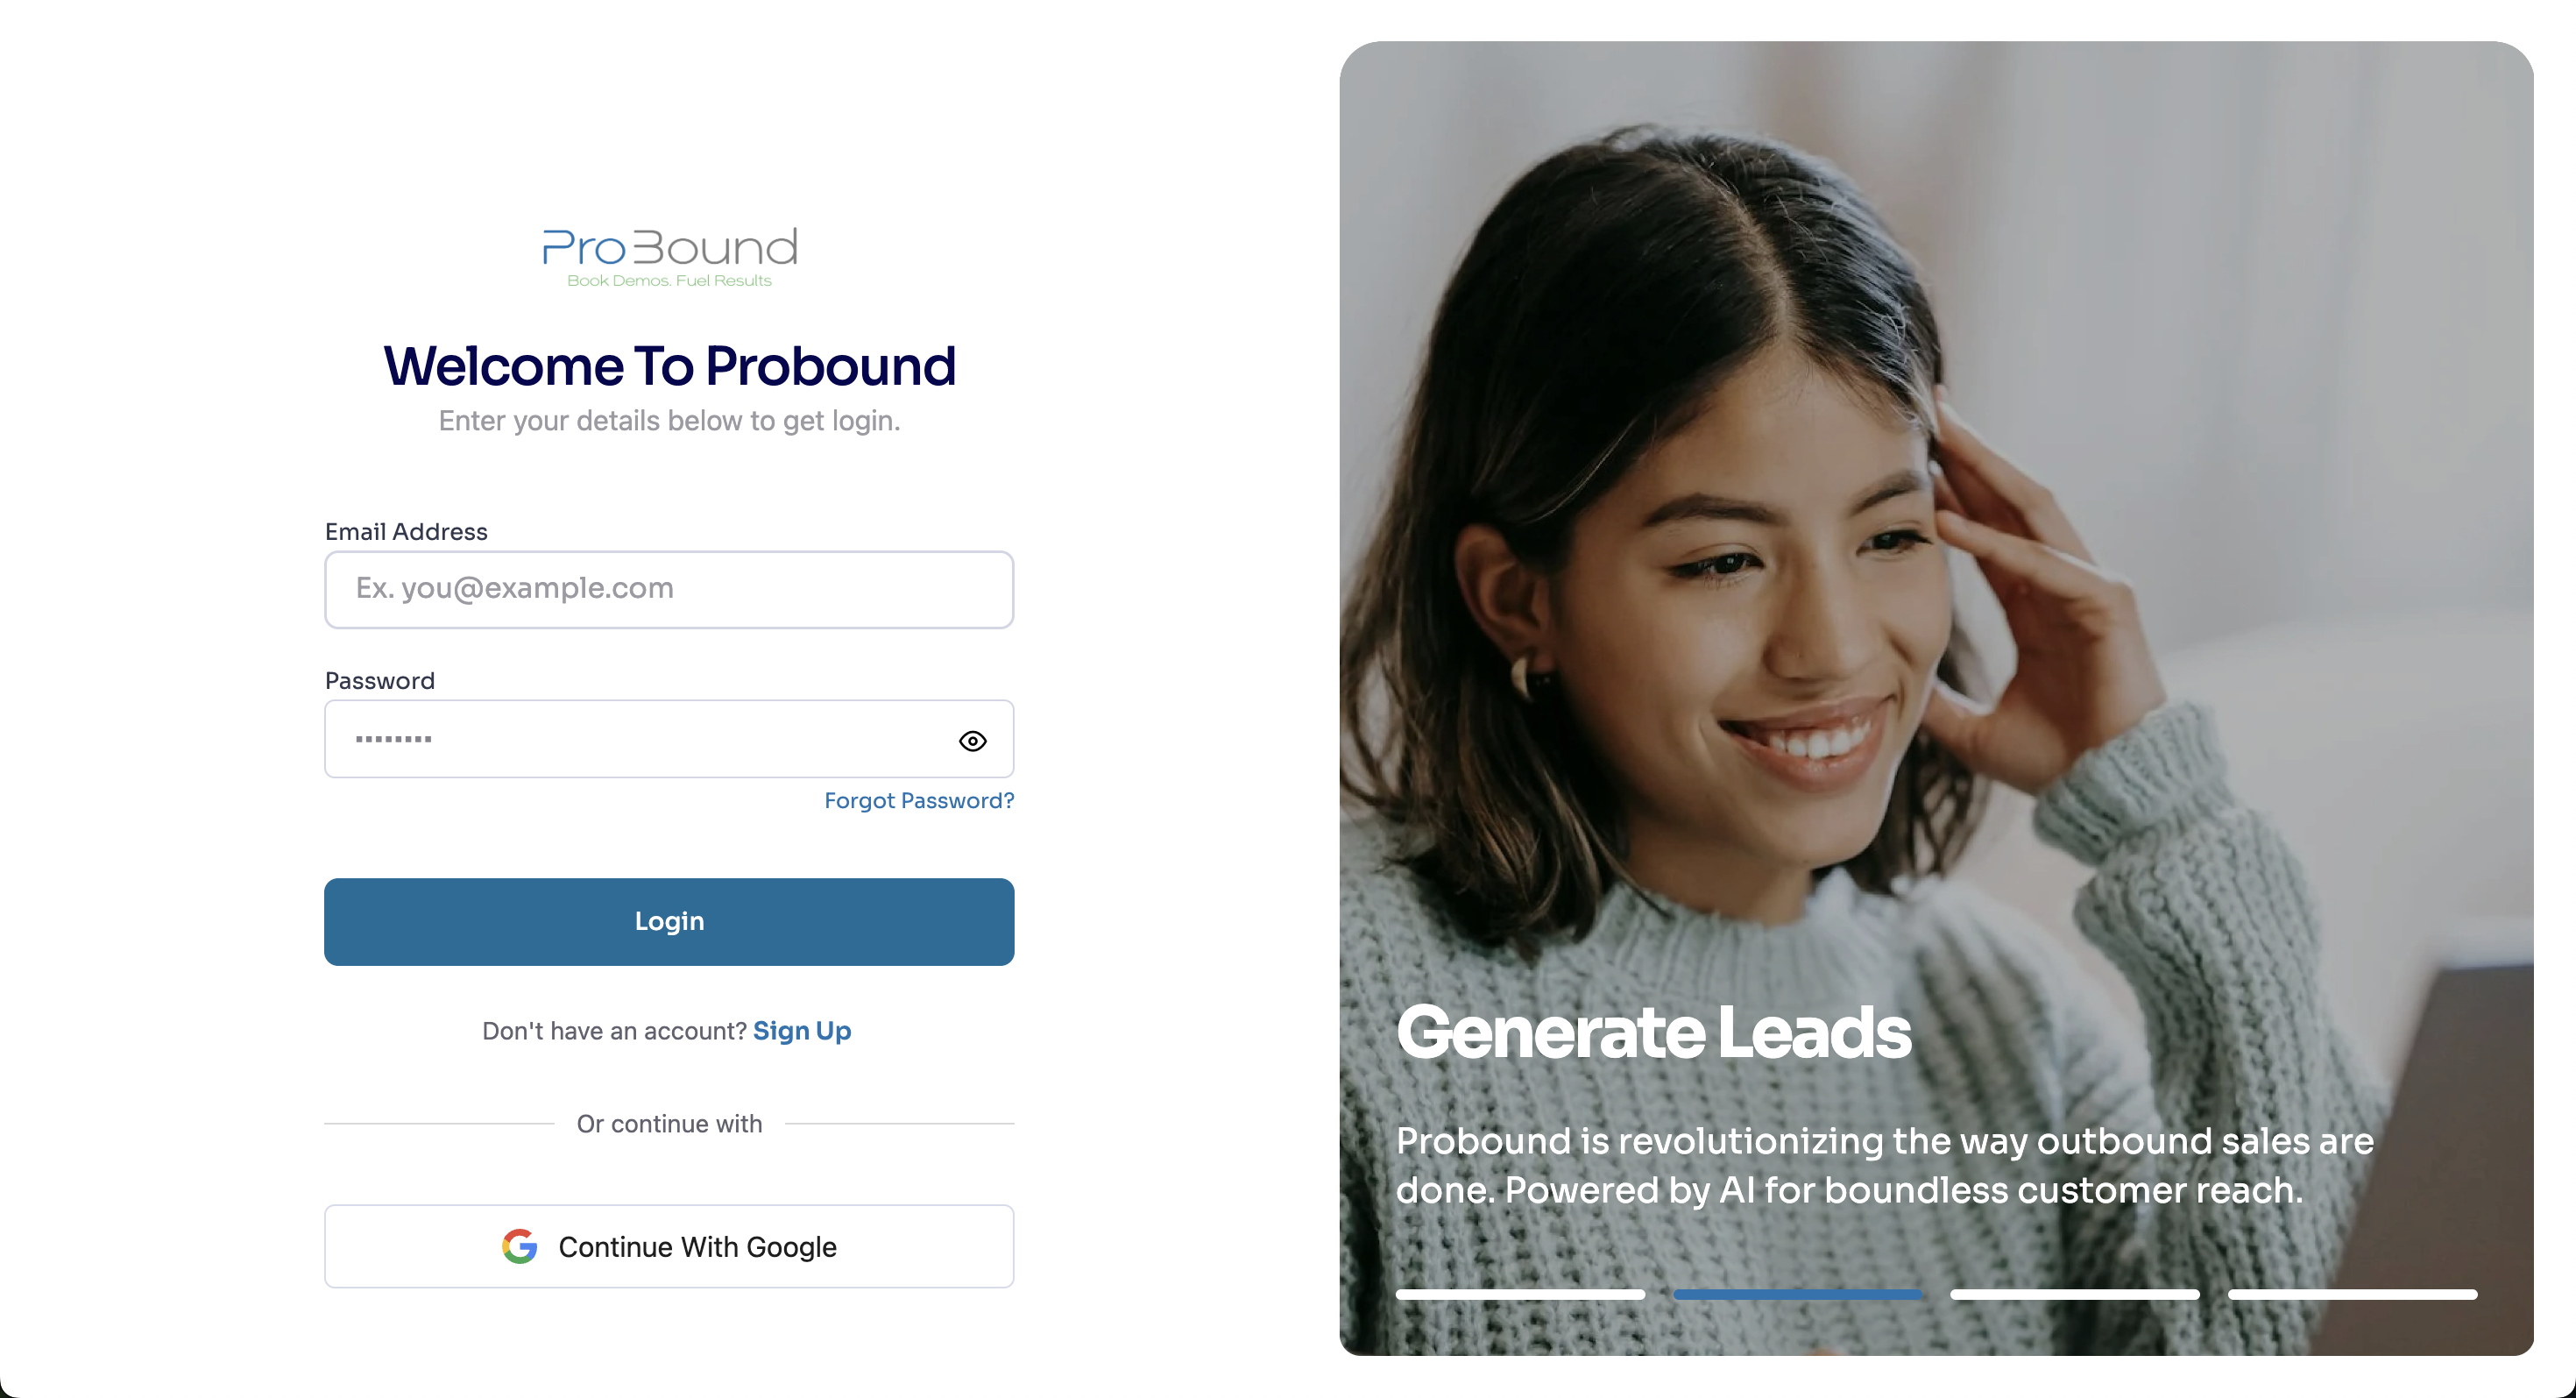 ProBound
Book Demos. Fuel Results
Welcome To Probound
Enter your details below to get login.
Email Address
Ex. you@example.com
Password
Forgot Password?
Login
Don't have an account? Sign Up
Or continue with
Continue With Google
Generate Leads
Probound is revolutionizing the way outbound sales are
done. Powered by AI for boundless customer reach.